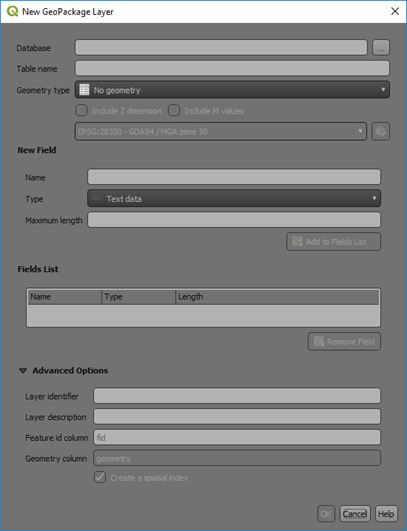 New GeoPackage Layer
Database
...
Table name
Geometry type No geometry
Include Z dimension Include M values
EPSG:28350 - GDA94 / MGA zone 50
New Field
Name
Type abc Text data
Maximum length
Add to Fields List
Fields List
Name Type Length
Remove Field
Advanced Options
Layer identifier
Layer description
Feature id column fid
Geometry column geometry
Create a spatial index
OK Cancel Help